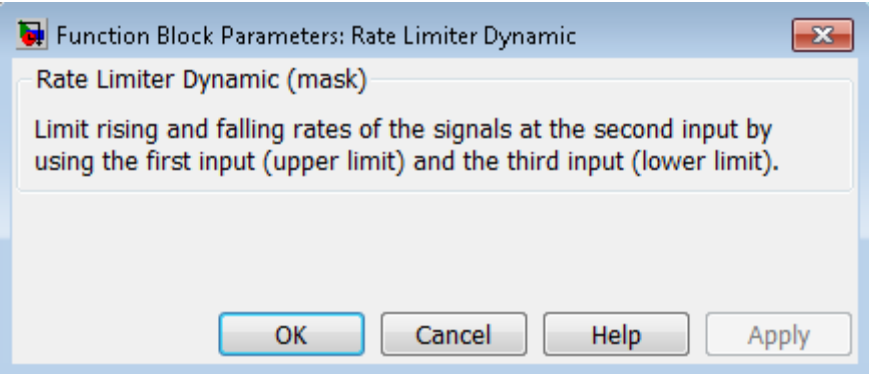 Function Block Parameters: Rate Limiter Dynamic
Rate Limiter Dynamic (mask)
Limit rising and falling rates of the signals at the second input by
using the first input (upper limit) and the third input (lower limit).
OK Cancel Help Apply